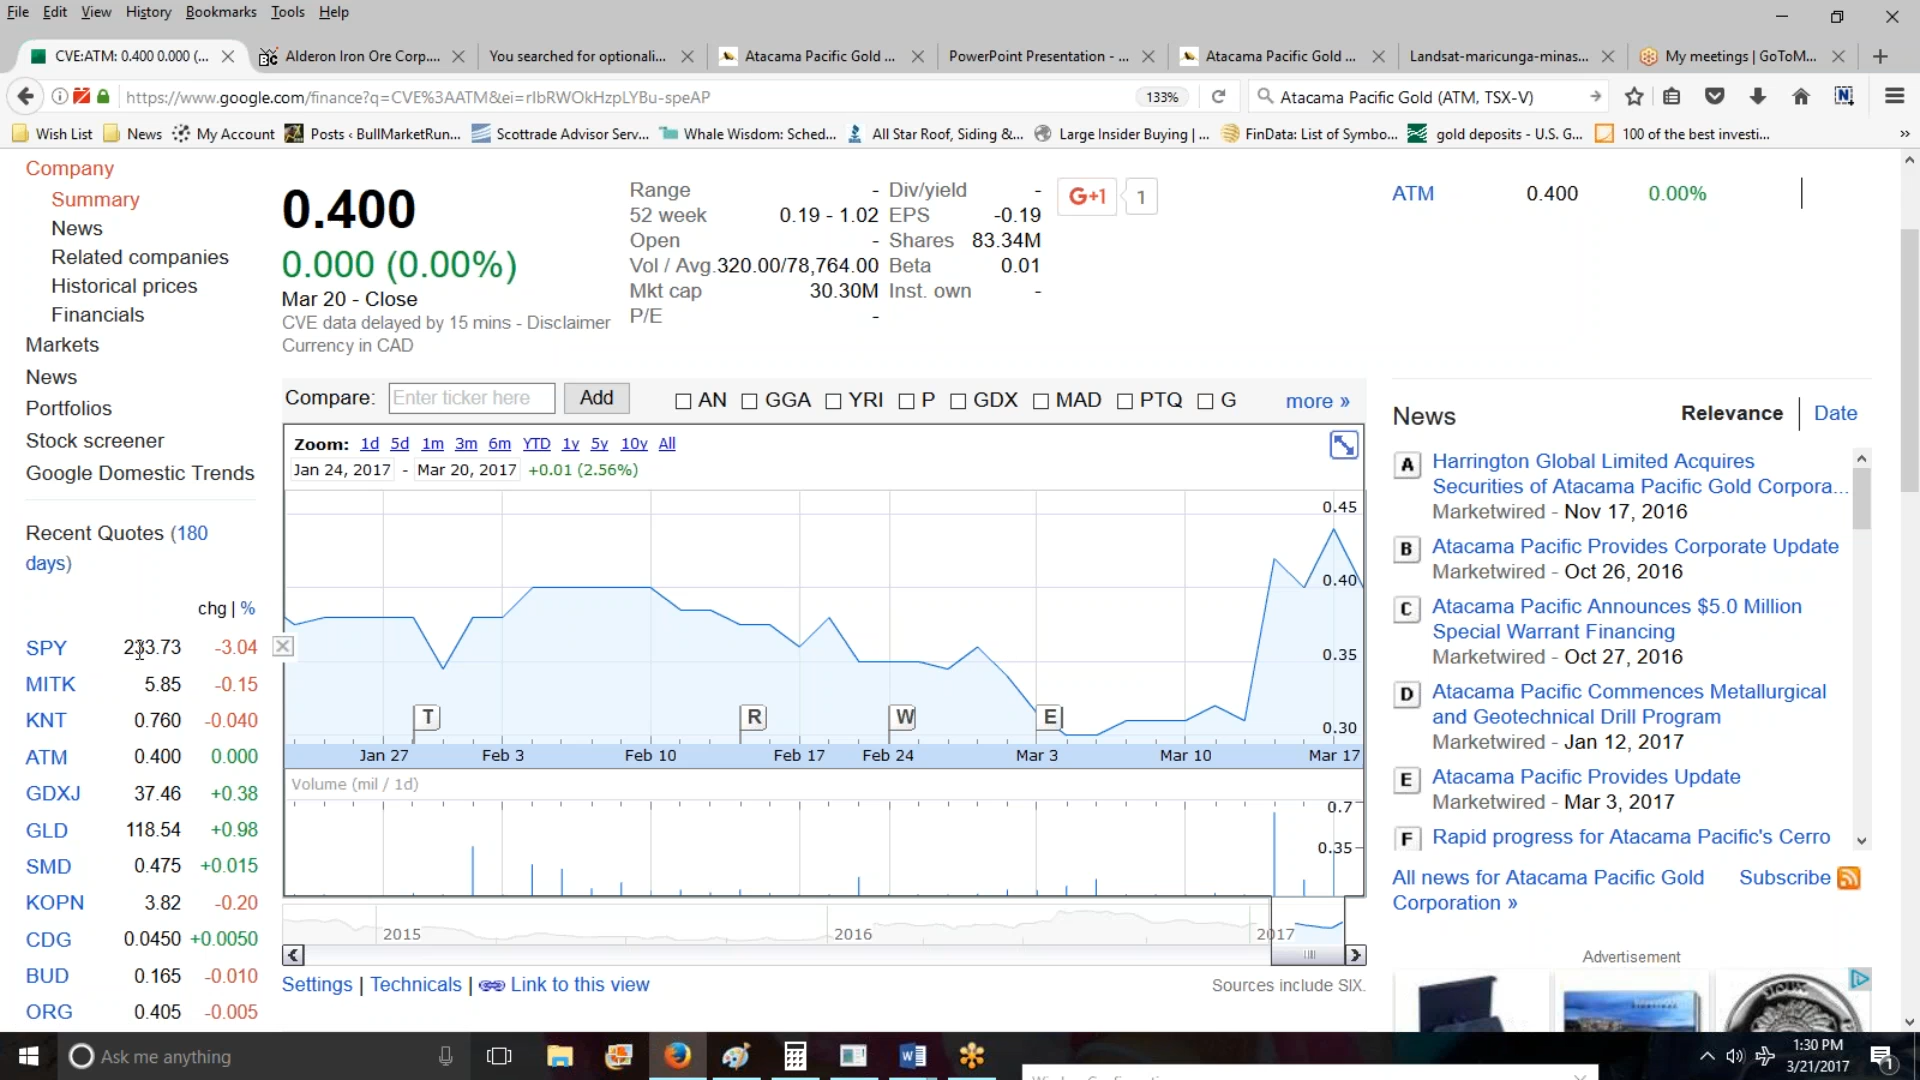 File Edit View History Bookmarks Tools Help
CVE:ATM: 0.400 0.000 (...
Alderon Iron Ore Corp....
You searched for optionali...
Atacama Pacific Gold ...
PowerPoint Presentation - ...
Atacama Pacific Gold ...
Landsat-maricunga-minas...
My meetings | GoToM...
https://www.google.com/finance?q=CVE%3AATM&ei=rIbRWOkHzpLYBu-speAP
133%
Atacama Pacific Gold (ATM, TSX-V)
Wish List
News
My Account
Posts ‹ BullMarketRun...
Scottrade Advisor Serv...
Whale Wisdom: Sched...
All Star Roof, Siding &...
Large Insider Buying | ...
FinData: List of Symbo...
gold deposits - U.S. G...
100 of the best investi...
Company
Summary
News
Related companies
Historical prices
Financials
Markets
News
Portfolios
Stock screener
Google Domestic Trends
Recent Quotes (180
days)
chg | %
SPY 233.73 -3.04
MITK 5.85 -0.15
KNT 0.760 -0.040
ATM 0.400 0.000
GDXJ 37.46 +0.38
GLD 118.54 +0.98
SMD 0.475 +0.015
KOPN 3.82 -0.20
CDG 0.0450 +0.0050
BUD 0.165 -0.010
ORG 0.405 -0.005
0.400
0.000 (0.00%)
Mar 20 - Close
CVE data delayed by 15 mins - Disclaimer
Currency in CAD
Range -
52 week 0.19 - 1.02
Open -
Vol / Avg. 320.00/78,764.00
Mkt cap 30.30M
P/E -
Div/yield -
EPS -0.19
Shares 83.34M
Beta 0.01
Inst. own -
G+1 1
ATM 0.400 0.00%
Compare: Enter ticker here Add AN GGA YRI P GDX MAD PTQ G more »
Zoom: 1d 5d 1m 3m 6m YTD 1y 5y 10y All
Jan 24, 2017 - Mar 20, 2017 +0.01 (2.56%)
0.45
0.40
0.35
0.30
T R W E
Jan 27 Feb 3 Feb 10 Feb 17 Feb 24 Mar 3 Mar 10 Mar 17
Volume (mil / 1d)
0.7
0.35
2015 2016 2017
Settings | Technicals | Link to this view
Sources include SIX.
News
Relevance Date
A Harrington Global Limited Acquires
Securities of Atacama Pacific Gold Corpora...
Marketwired - Nov 17, 2016
B Atacama Pacific Provides Corporate Update
Marketwired - Oct 26, 2016
C Atacama Pacific Announces $5.0 Million
Special Warrant Financing
Marketwired - Oct 27, 2016
D Atacama Pacific Commences Metallurgical
and Geotechnical Drill Program
Marketwired - Jan 12, 2017
E Atacama Pacific Provides Update
Marketwired - Mar 3, 2017
F Rapid progress for Atacama Pacific's Cerro
All news for Atacama Pacific Gold
Corporation »
Subscribe
Advertisement
Ask me anything
1:30 PM
3/21/2017
1